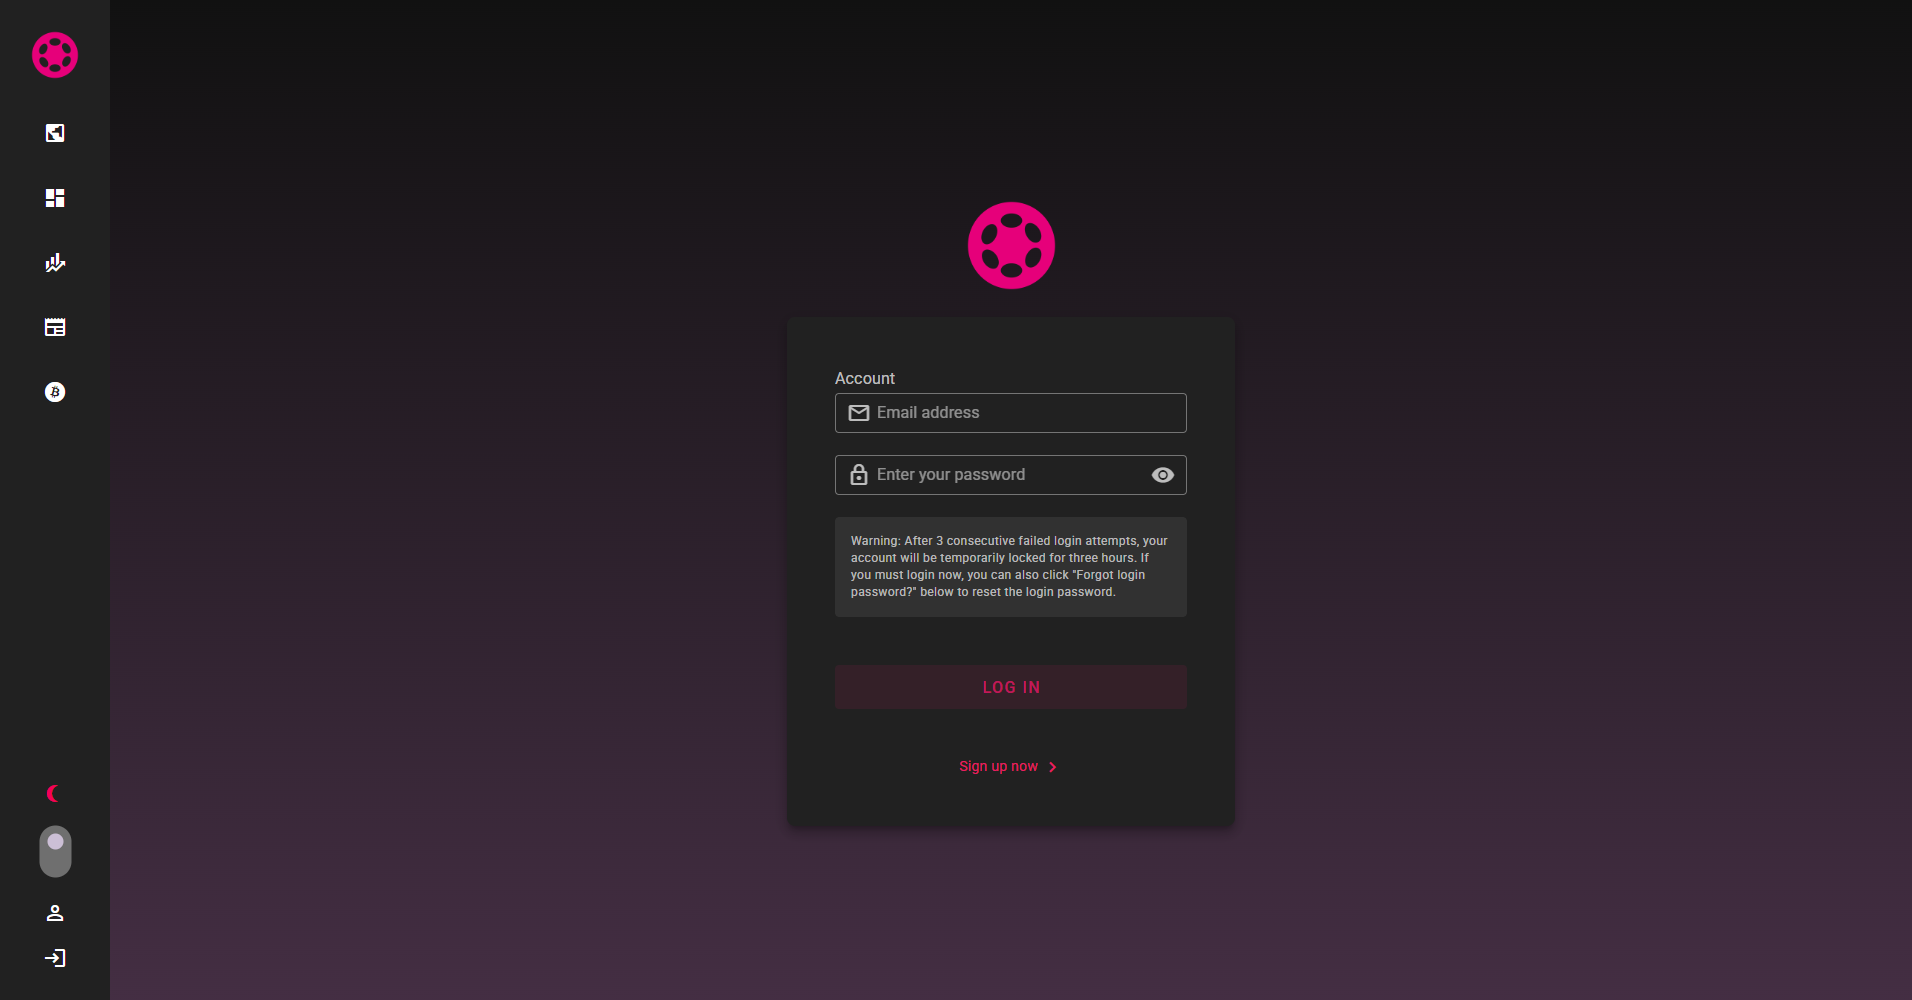 Account
Email address
Enter your password
Warning: After 3 consecutive failed login attempts, your
account will be temporarily locked for three hours. If
you must login now, you can also click "Forgot login
password?" below to reset the login password.
LOG IN
Sign up now